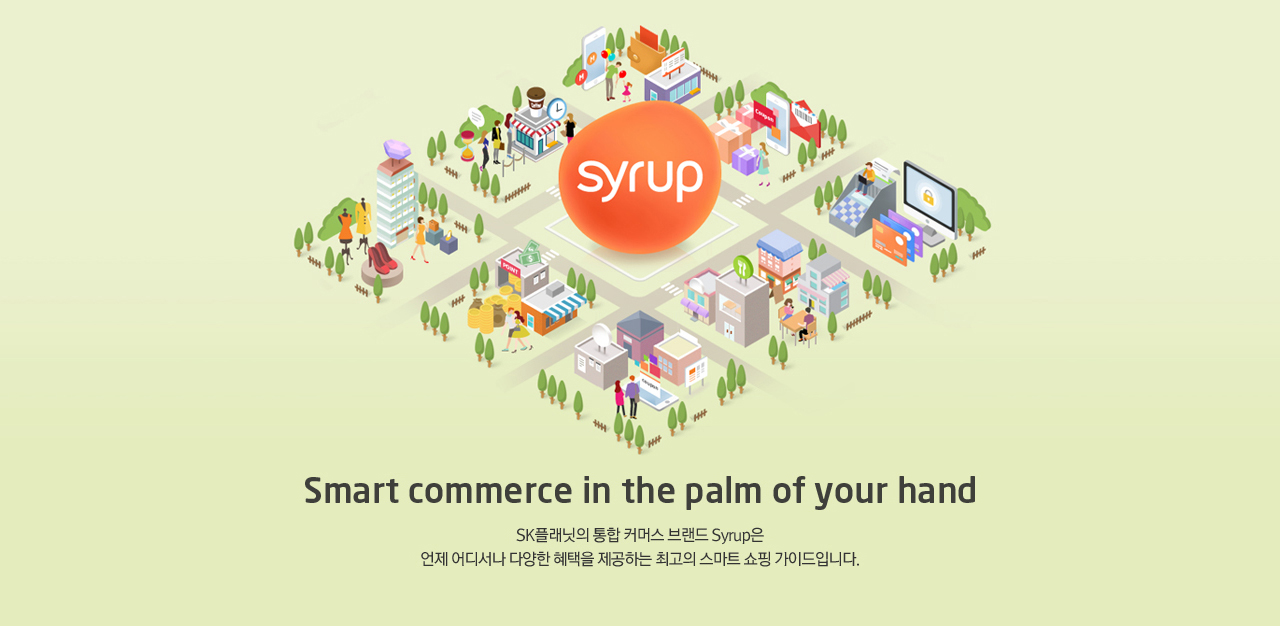 syrup
Coupon
POINT
Coupon
Smart commerce in the palm of your hand
SK플래닛의 통합 커머스 브랜드 Syrup은
언제 어디서나 다양한 혜택을 제공하는 최고의 스마트 쇼핑 가이드입니다.